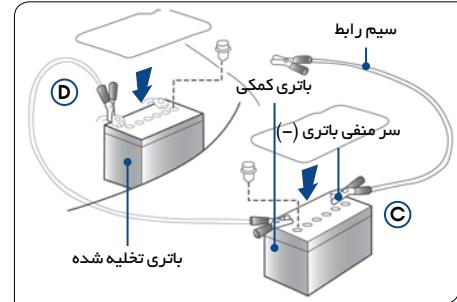 سیم رابط
D
باتری کمکی
سر منفی باتری (–)
C
باتری تخلیه شده